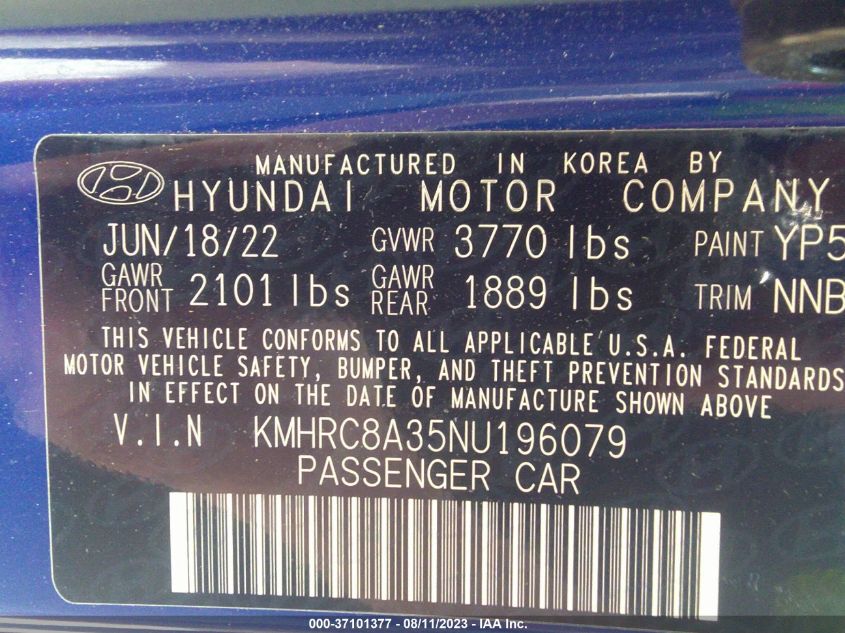 MANUFACTURED IN KOREA BY
HYUNDAI MOTOR COMPANY
JUN/18/22 GVWR 3770 lbs PAINT YP5
GAWR FRONT 2101 lbs GAWR REAR 1889 lbs TRIM NNB
THIS VEHICLE CONFORMS TO ALL APPLICABLE U.S.A. FEDERAL
MOTOR VEHICLE SAFETY, BUMPER, AND THEFT PREVENTION STANDARDS
IN EFFECT ON THE DATE OF MANUFACTURE SHOWN ABOVE
V.I.N KMHRC8A35NU196079
PASSENGER CAR
000-37101377 - 08/11/2023 - IAA Inc.